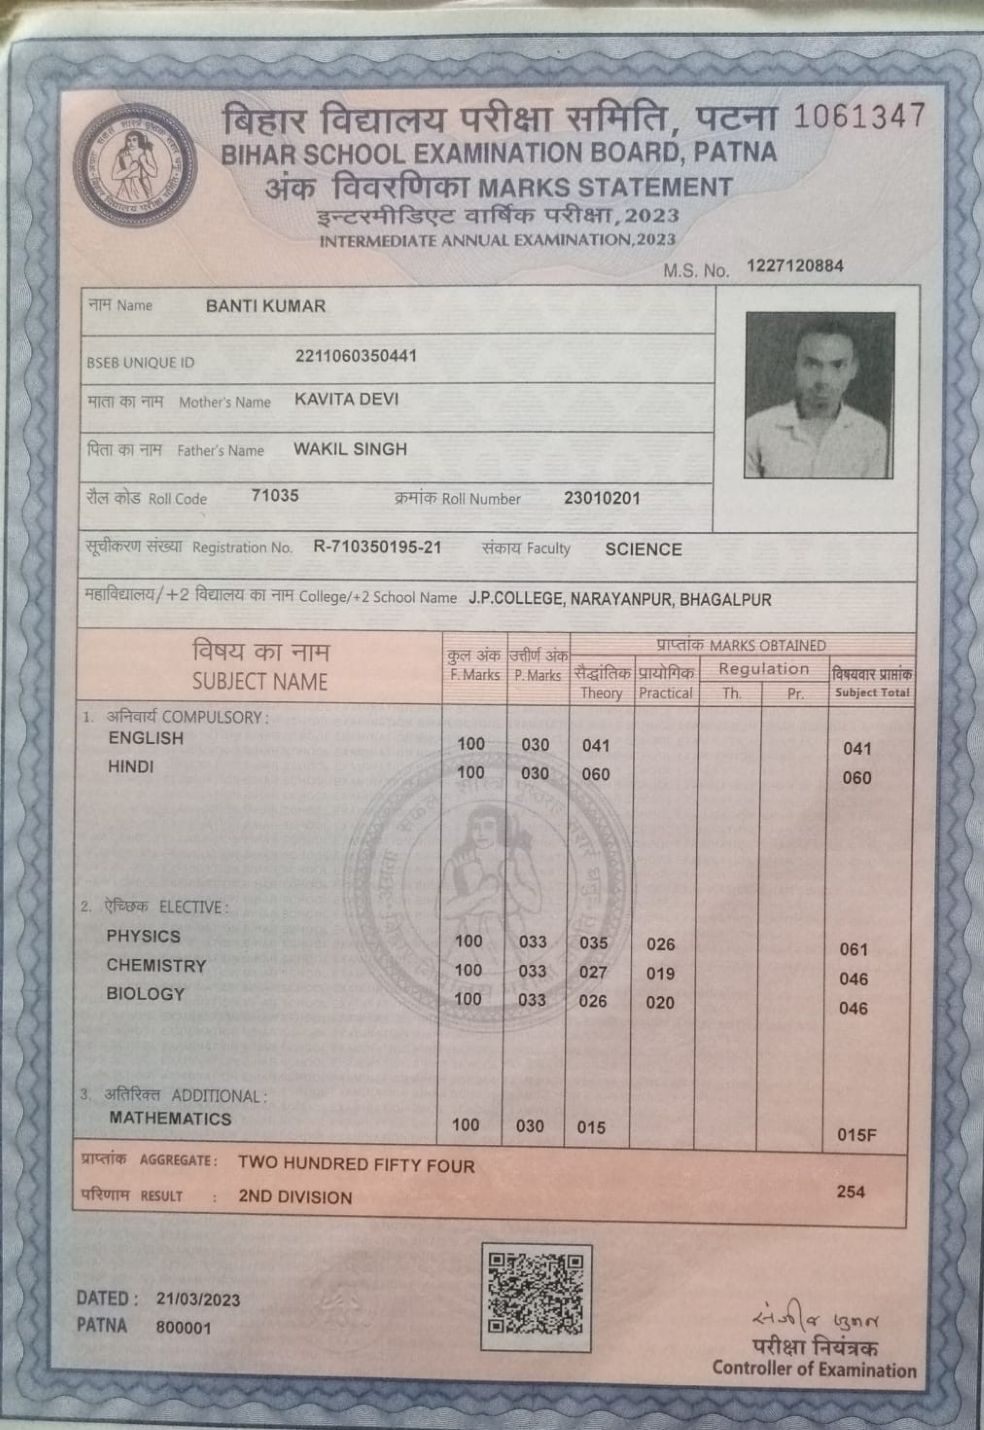 बिहार विद्यालय परीक्षा समिति, पटना 1061347
BIHAR SCHOOL EXAMINATION BOARD, PATNA
अंक विवरणिका MARKS STATEMENT
इन्टरमीडिएट वार्षिक परीक्षा, 2023
INTERMEDIATE ANNUAL EXAMINATION, 2023
M.S. No. 1227120884
नाम Name BANTI KUMAR
BSEB UNIQUE ID 2211060350441
माता का नाम Mother's Name KAVITA DEVI
पिता का नाम Father's Name WAKIL SINGH
रौल कोड Roll Code 71035 क्रमांक Roll Number 23010201
सूचीकरण संख्या Registration No. R-710350195-21 संकाय Faculty SCIENCE
महाविद्यालय/+2 विद्यालय का नाम College/+2 School Name J.P.COLLEGE, NARAYANPUR, BHAGALPUR
विषय का नाम कुल अंक उत्तीर्ण अंक प्राप्तांक MARKS OBTAINED
SUBJECT NAME F. Marks P. Marks सैद्धांतिक प्रायोगिक Regulation विषयवार प्राप्तांक
Theory Practical Th. Pr. Subject Total
1. अनिवार्य COMPULSORY :
ENGLISH 100 030 041 041
HINDI 100 030 060 060
2. ऐच्छिक ELECTIVE :
PHYSICS 100 033 035 026 061
CHEMISTRY 100 033 027 019 046
BIOLOGY 100 033 026 020 046
3. अतिरिक्त ADDITIONAL :
MATHEMATICS 100 030 015 015F
प्राप्तांक AGGREGATE : TWO HUNDRED FIFTY FOUR
परिणाम RESULT : 2ND DIVISION 254
DATED : 21/03/2023
PATNA 800001
परीक्षा नियंत्रक
Controller of Examination